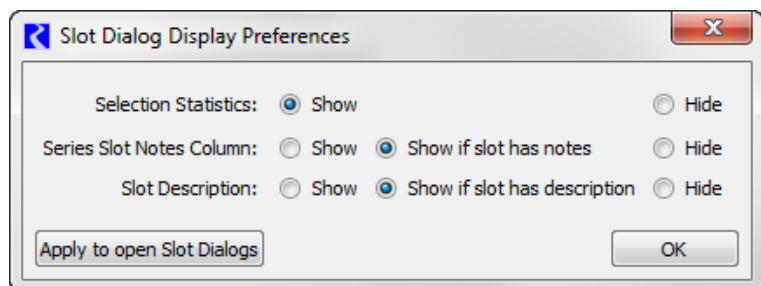 Slot Dialog Display Preferences
Selection Statistics: Show Hide
Series Slot Notes Column: Show Show if slot has notes Hide
Slot Description: Show Show if slot has description Hide
Apply to open Slot Dialogs OK